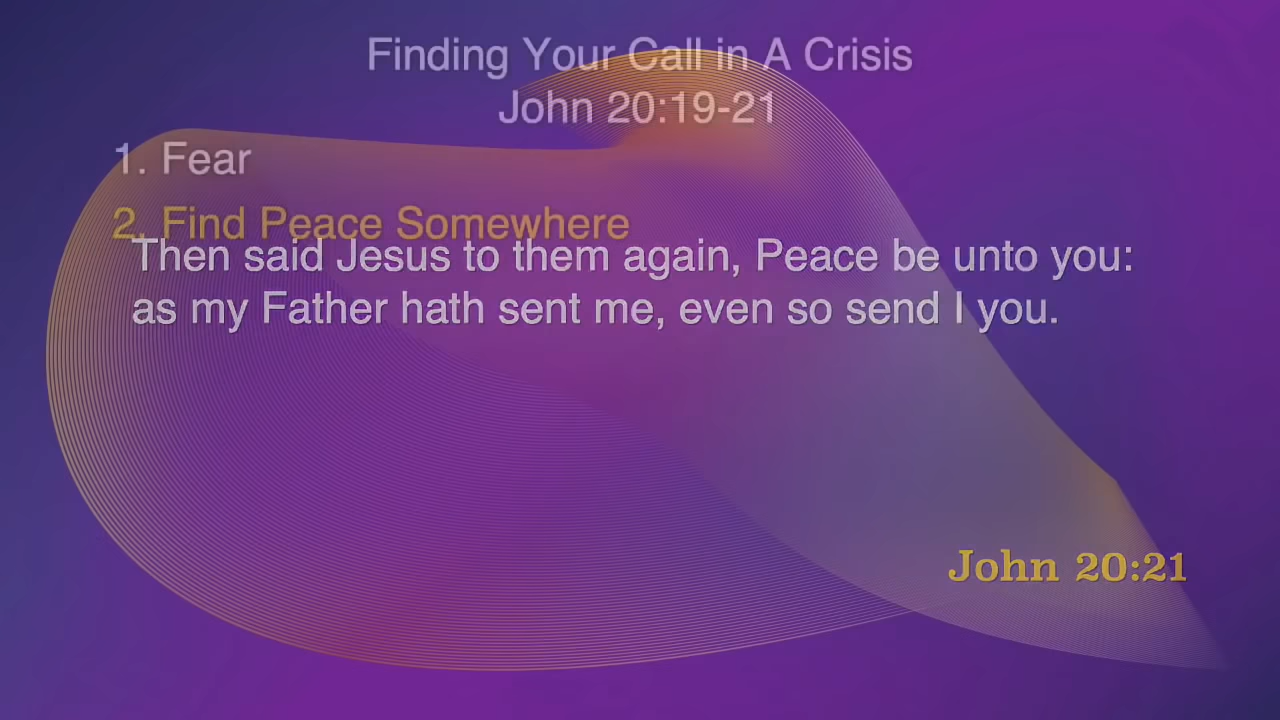 Finding Your Call in A Crisis
John 20:19-21
1. Fear
2. Find Peace Somewhere
Then said Jesus to them again, Peace be unto you:
as my Father hath sent me, even so send I you.
John 20:21